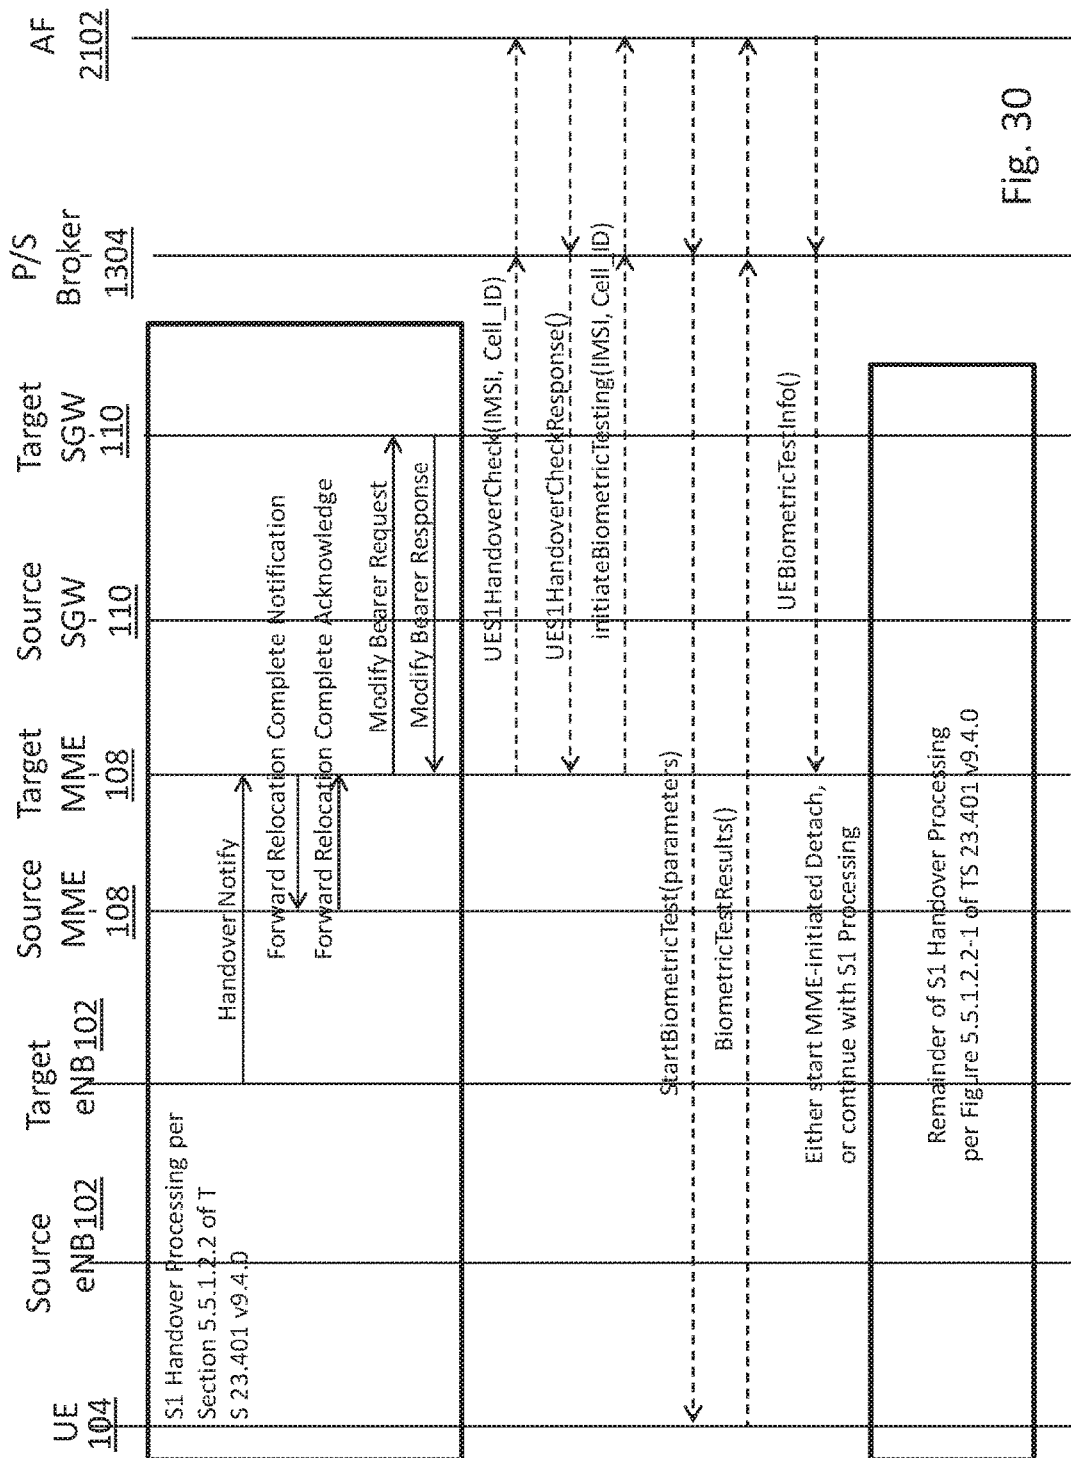 UE
104
Source
eNB102
Target
eNB102
Source
MME
108
Target
MME
108
Source
SGW
110
Target
SGW
110
P/S
Broker
1304
AF
2102
S1 Handover Processing per
Section 5.5.1.2.2 of T
S 23.401 v9.4.0
Handover Notify
Forward Relocation Complete Notification
Forward Relocation Complete Acknowledge
Modify Bearer Request
Modify Bearer Response
UES1HandoverCheck(IMSI, Cell_ID)
UES1HandoverCheckResponse()
InitiateBiometricTesting(IMSI, Cell_ID)
StartBiometricTest(parameters)
BiometricTestResults()
UEBiometricTestInfo()
Either start MME-initiated Detach,
or continue with S1 Processing
Remainder of S1 Handover Processing
per Figure 5.5.1.2.2-1 of TS 23.401 v9.4.0
Fig. 30